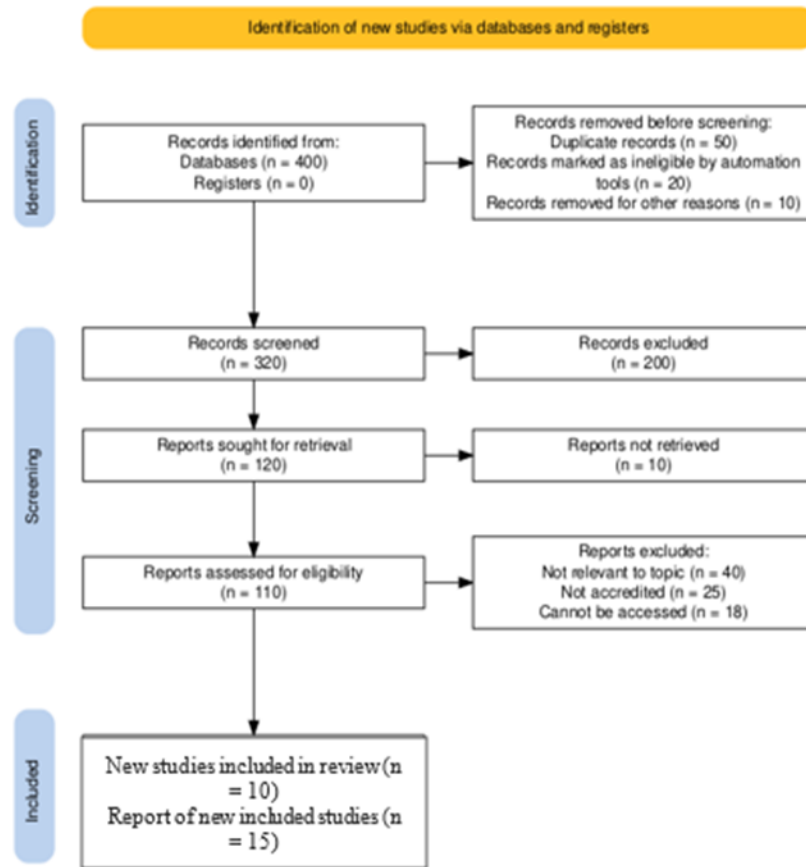 Identification of new studies via databases and registers
Identification
Records identified from:
Databases (n = 400)
Registers (n = 0)
Records removed before screening:
Duplicate records (n = 50)
Records marked as ineligible by automation
tools (n = 20)
Records removed for other reasons (n = 10)
Screening
Records screened
(n = 320)
Records excluded
(n = 200)
Reports sought for retrieval
(n = 120)
Reports not retrieved
(n = 10)
Reports assessed for eligibility
(n = 110)
Reports excluded:
Not relevant to topic (n = 40)
Not accredited (n = 25)
Cannot be accessed (n = 18)
Included
New studies included in review (n
= 10)
Report of new included studies (n
= 15)